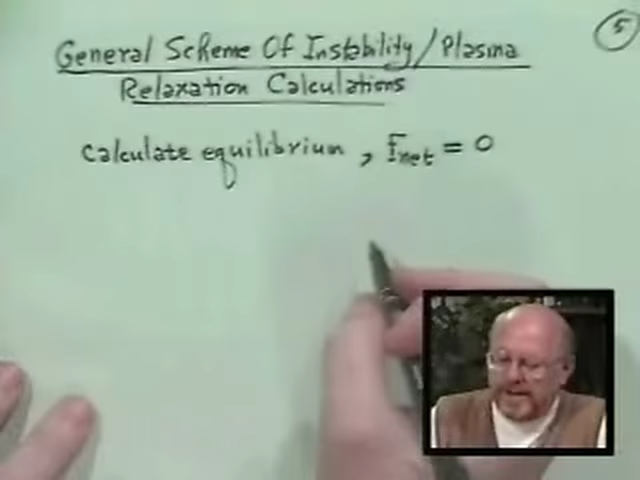 5
General Scheme Of Instability/Plasma
Relaxation Calculations
calculate equilibrium, Fnet = 0